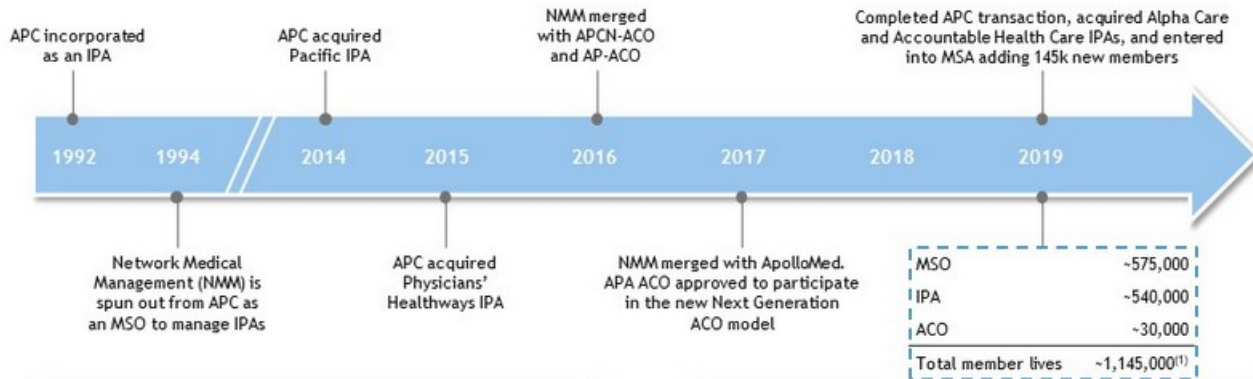 APC incorporated
as an IPA
APC acquired
Pacific IPA
NMM merged
with APCN-ACO
and AP-ACO
Completed APC transaction, acquired Alpha Care
and Accountable Health Care IPAs, and entered
into MSA adding 145k new members
1992 1994 2014 2015 2016 2017 2018 2019
Network Medical
Management (NMM) is
spun out from APC as
an MSO to manage IPAs
APC acquired
Physicians'
Healthways IPA
NMM merged with ApolloMed.
APA ACO approved to participate
in the new Next Generation
ACO model
MSO ~575,000
IPA ~540,000
ACO ~30,000
Total member lives ~1,145,000(1)